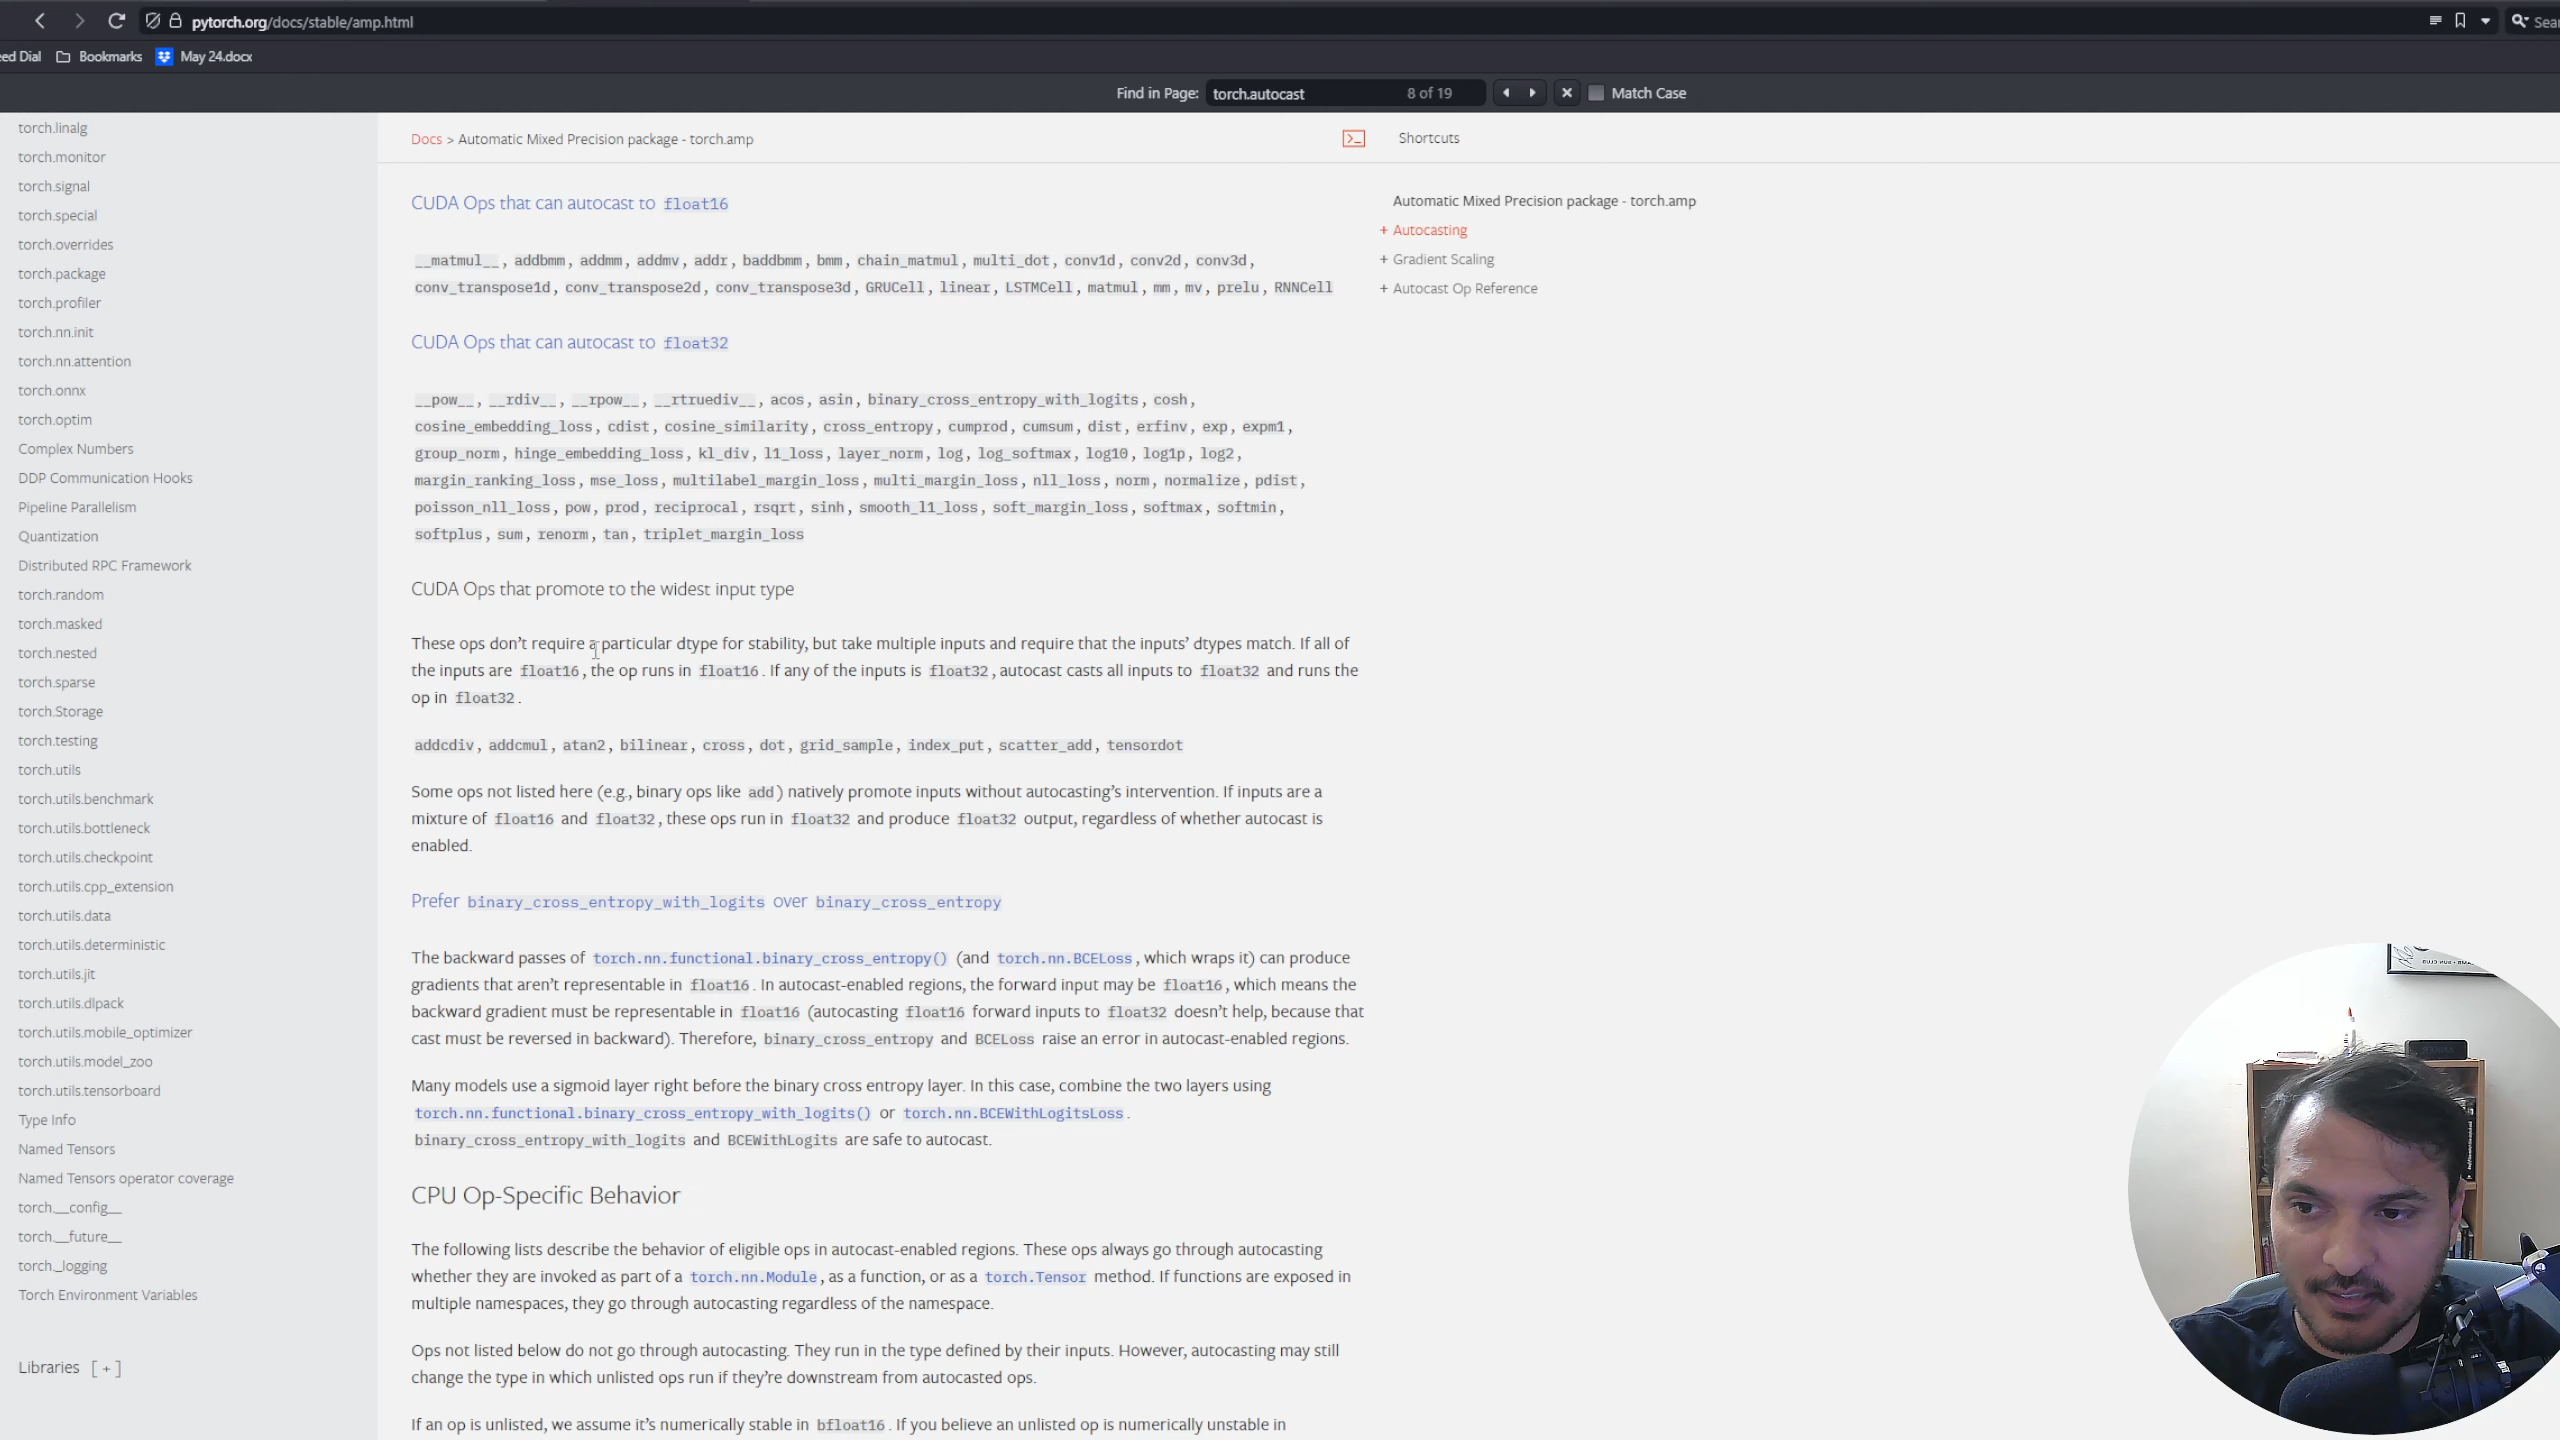 pytorch.org/docs/stable/amp.html
Sear
eed Dial Bookmarks May 24.docx
Find in Page: torch.autocast 8 of 19 Match Case
torch.linalg
torch.monitor
torch.signal
torch.special
torch.overrides
torch.package
torch.profiler
torch.nn.init
torch.nn.attention
torch.onnx
torch.optim
Complex Numbers
DDP Communication Hooks
Pipeline Parallelism
Quantization
Distributed RPC Framework
torch.random
torch.masked
torch.nested
torch.sparse
torch.Storage
torch.testing
torch.utils
torch.utils.benchmark
torch.utils.bottleneck
torch.utils.checkpoint
torch.utils.cpp_extension
torch.utils.data
torch.utils.deterministic
torch.utils.jit
torch.utils.dlpack
torch.utils.mobile_optimizer
torch.utils.model_zoo
torch.utils.tensorboard
Type Info
Named Tensors
Named Tensors operator coverage
torch.__config__
torch.__future__
torch._logging
Torch Environment Variables
Libraries [ + ]
Docs > Automatic Mixed Precision package - torch.amp
CUDA Ops that can autocast to float16
__matmul__, addbmm, addmm, addmv, addr, baddbmm, bmm, chain_matmul, multi_dot, conv1d, conv2d, conv3d,
conv_transpose1d, conv_transpose2d, conv_transpose3d, GRUCell, linear, LSTMCell, matmul, mm, mv, prelu, RNNCell
CUDA Ops that can autocast to float32
__pow__, __rdiv__, __rpow__, __rtruediv__, acos, asin, binary_cross_entropy_with_logits, cosh,
cosine_embedding_loss, cdist, cosine_similarity, cross_entropy, cumprod, cumsum, dist, erfinv, exp, expm1,
group_norm, hinge_embedding_loss, kl_div, l1_loss, layer_norm, log, log_softmax, log10, log1p, log2,
margin_ranking_loss, mse_loss, multilabel_margin_loss, multi_margin_loss, nll_loss, norm, normalize, pdist,
poisson_nll_loss, pow, prod, reciprocal, rsqrt, sinh, smooth_l1_loss, soft_margin_loss, softmax, softmin,
softplus, sum, renorm, tan, triplet_margin_loss
CUDA Ops that promote to the widest input type
These ops don't require a particular dtype for stability, but take multiple inputs and require that the inputs' dtypes match. If all of
the inputs are float16, the op runs in float16. If any of the inputs is float32, autocast casts all inputs to float32 and runs the
op in float32.
addcdiv, addcmul, atan2, bilinear, cross, dot, grid_sample, index_put, scatter_add, tensordot
Some ops not listed here (e.g., binary ops like add) natively promote inputs without autocasting's intervention. If inputs are a
mixture of float16 and float32, these ops run in float32 and produce float32 output, regardless of whether autocast is
enabled.
Prefer binary_cross_entropy_with_logits over binary_cross_entropy
The backward passes of torch.nn.functional.binary_cross_entropy() (and torch.nn.BCELoss, which wraps it) can produce
gradients that aren't representable in float16. In autocast-enabled regions, the forward input may be float16, which means the
backward gradient must be representable in float16 (autocasting float16 forward inputs to float32 doesn't help, because that
cast must be reversed in backward). Therefore, binary_cross_entropy and BCELoss raise an error in autocast-enabled regions.
Many models use a sigmoid layer right before the binary cross entropy layer. In this case, combine the two layers using
torch.nn.functional.binary_cross_entropy_with_logits() or torch.nn.BCEWithLogitsLoss.
binary_cross_entropy_with_logits and BCEWithLogits are safe to autocast.
CPU Op-Specific Behavior
The following lists describe the behavior of eligible ops in autocast-enabled regions. These ops always go through autocasting
whether they are invoked as part of a torch.nn.Module, as a function, or as a torch.Tensor method. If functions are exposed in
multiple namespaces, they go through autocasting regardless of the namespace.
Ops not listed below do not go through autocasting. They run in the type defined by their inputs. However, autocasting may still
change the type in which unlisted ops run if they're downstream from autocasted ops.
If an op is unlisted, we assume it's numerically stable in bfloat16. If you believe an unlisted op is numerically unstable in
Shortcuts
Automatic Mixed Precision package - torch.amp
+ Autocasting
+ Gradient Scaling
+ Autocast Op Reference